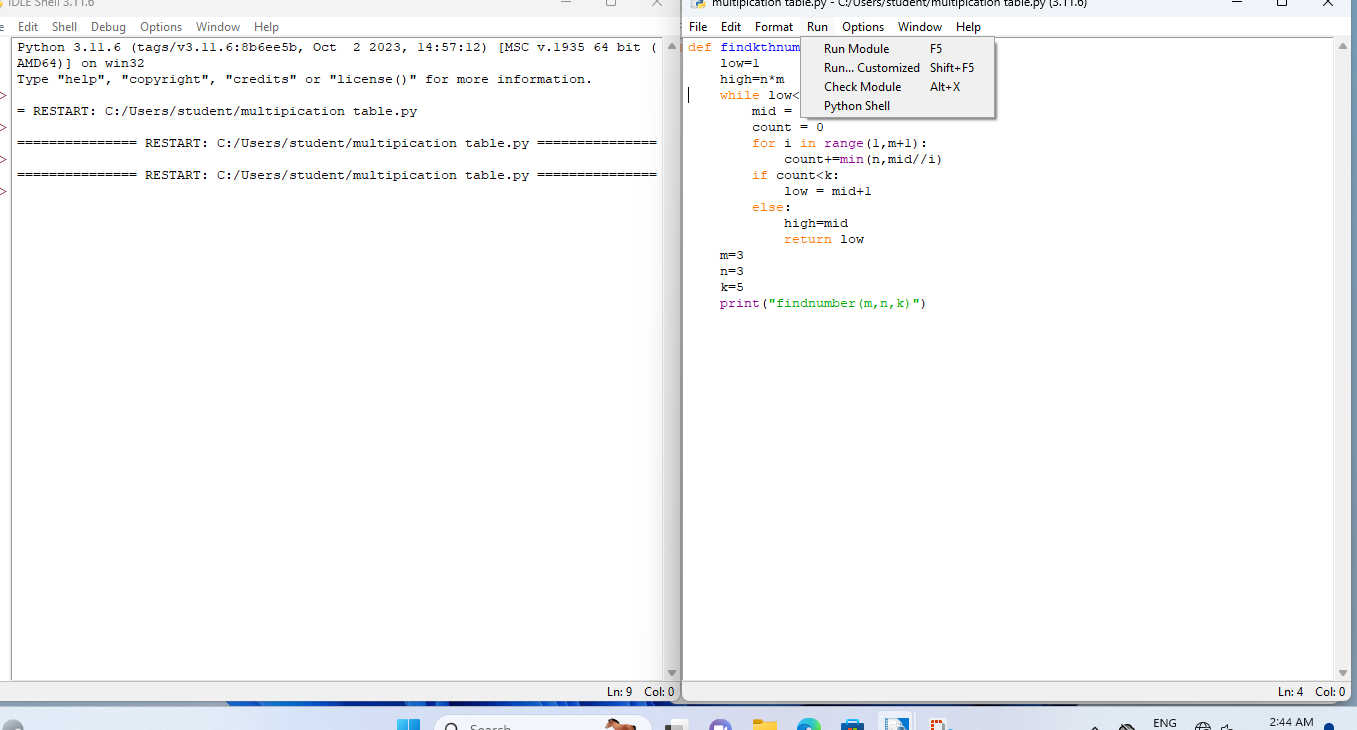 IDLE Shell 3.11.6
Edit Shell Debug Options Window Help
Python 3.11.6 (tags/v3.11.6:8b6ee5b, Oct  2 2023, 14:57:12) [MSC v.1935 64 bit (
AMD64)] on win32
Type "help", "copyright", "credits" or "license()" for more information.
= RESTART: C:/Users/student/multipication table.py
=============== RESTART: C:/Users/student/multipication table.py ===============
=============== RESTART: C:/Users/student/multipication table.py ===============
Ln: 9 Col: 0
multipication table.py - C:/Users/student/multipication table.py (3.11.6)
File Edit Format Run Options Window Help
Run Module F5
Run... Customized Shift+F5
Check Module Alt+X
Python Shell
def findkthnum
    low=1
    high=n*m
    while low<
        mid =
        count = 0
        for i in range(1,m+1):
            count+=min(n,mid//i)
        if count<k:
            low = mid+1
        else:
            high=mid
            return low
    m=3
    n=3
    k=5
    print("findnumber(m,n,k)")
Ln: 4 Col: 0
Search
ENG
2:44 AM